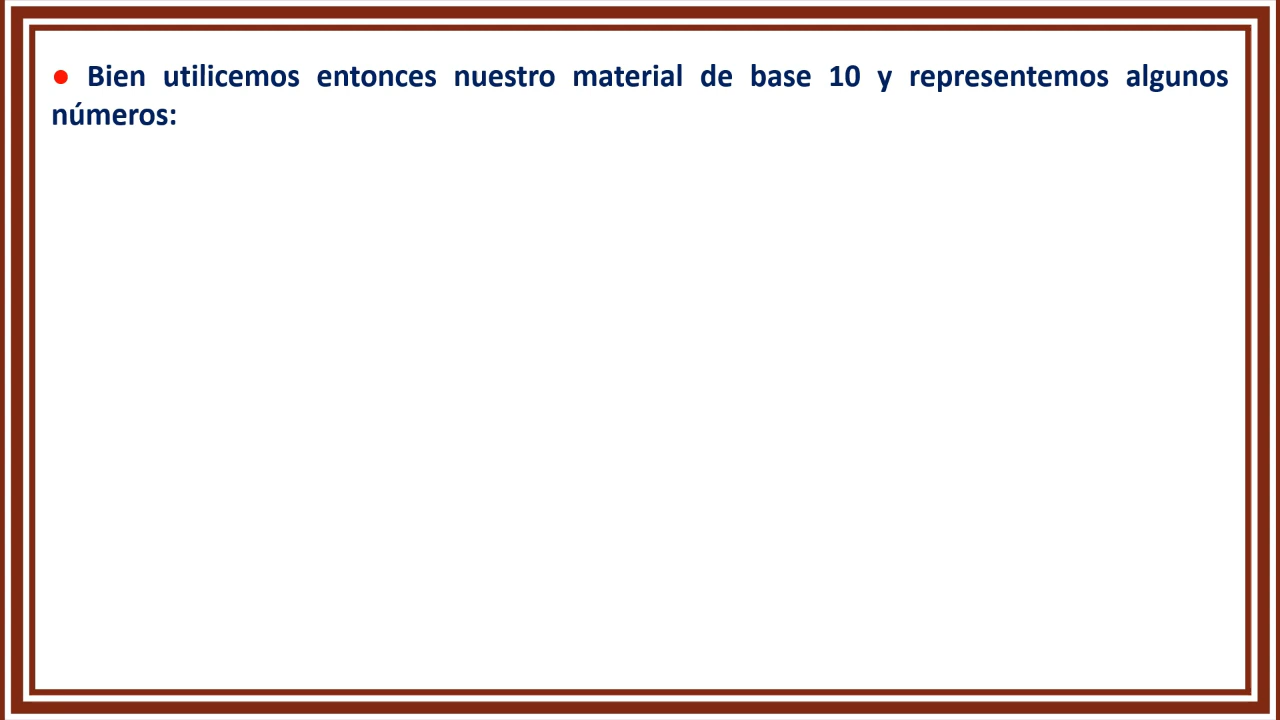 ● Bien utilicemos entonces nuestro material de base 10 y representemos algunos
números: